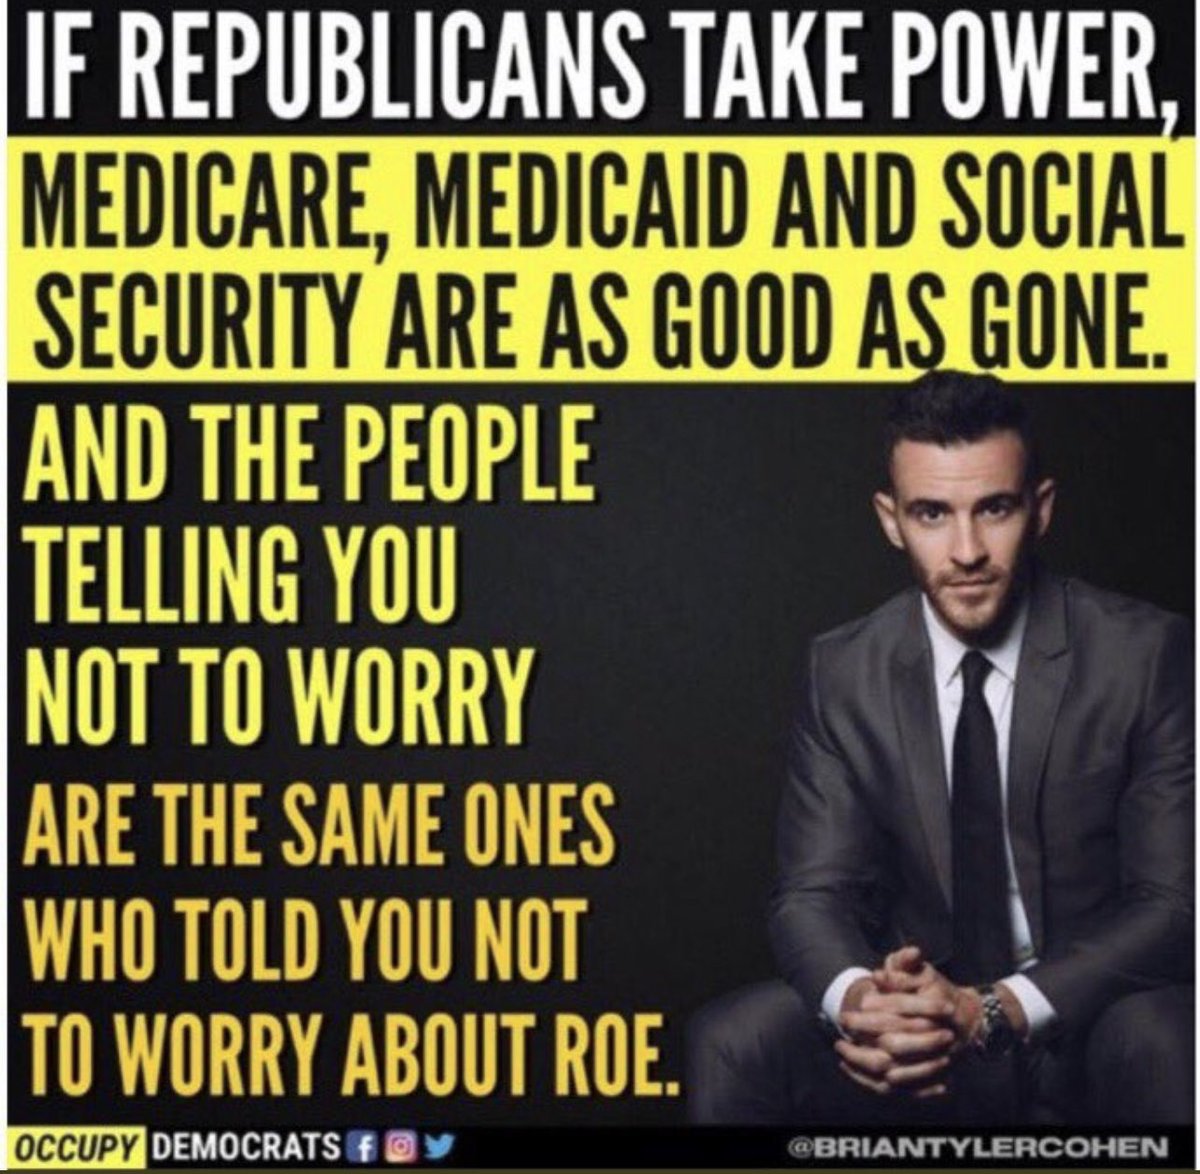 IF REPUBLICANS TAKE POWER,
MEDICARE, MEDICAID AND SOCIAL
SECURITY ARE AS GOOD AS GONE.
AND THE PEOPLE
TELLING YOU
NOT TO WORRY
ARE THE SAME ONES
WHO TOLD YOU NOT
TO WORRY ABOUT ROE.
OCCUPY DEMOCRATS
@BRIANTYLERCOHEN